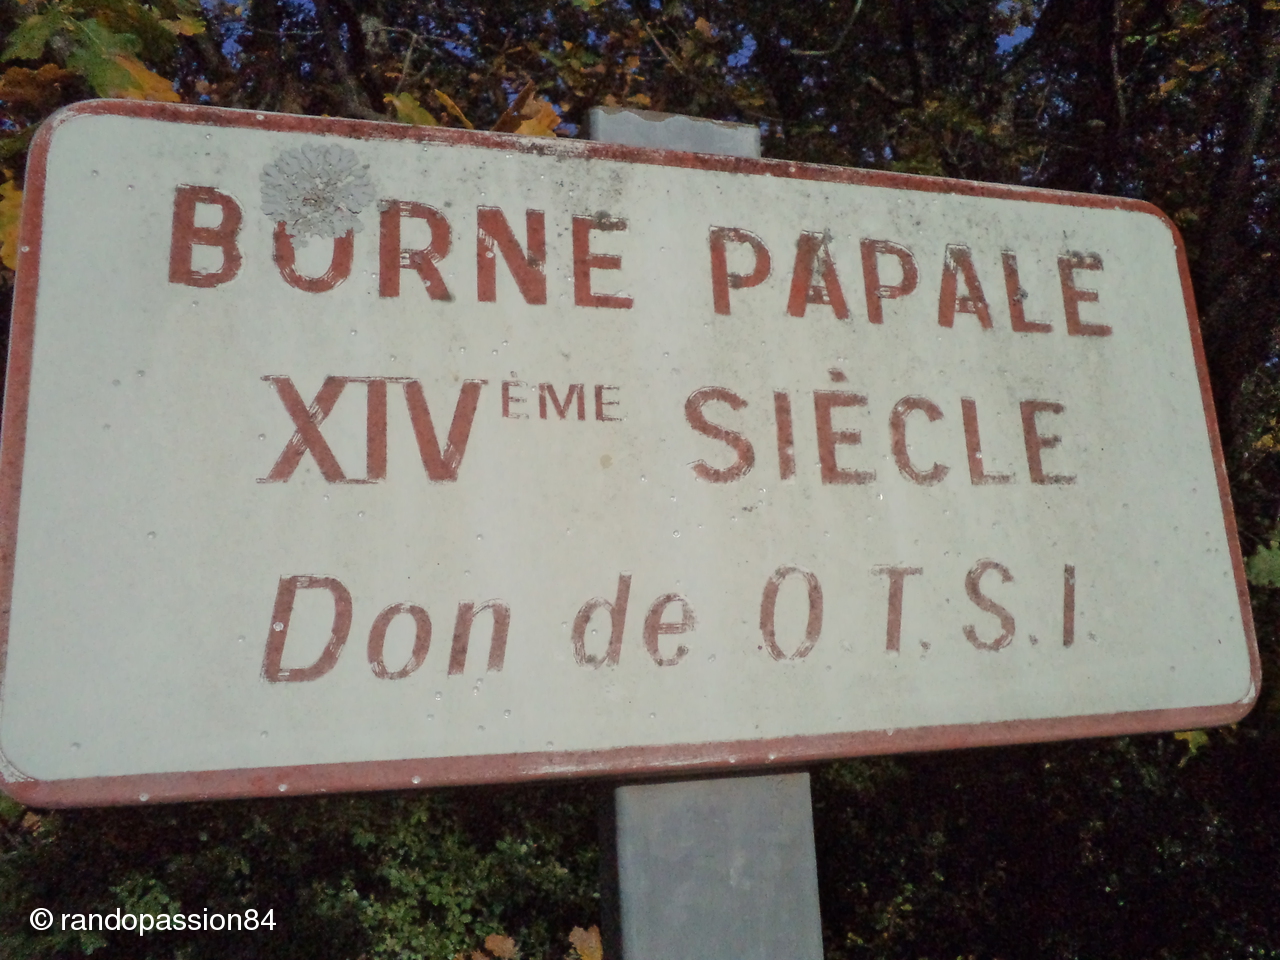 BORNE PAPALE
XIVÈME SIÈCLE
Don de O T.S.I.
© randopassion84